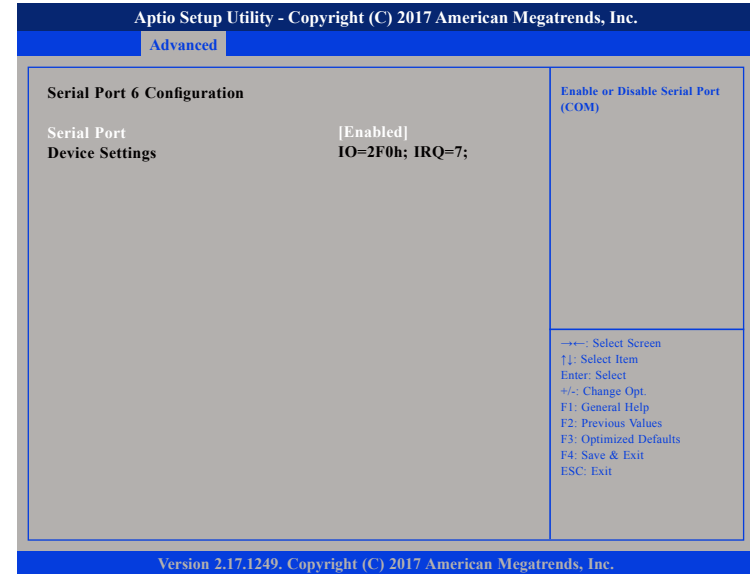 Aptio Setup Utility - Copyright (C) 2017 American Megatrends, Inc.
Advanced
Serial Port 6 Configuration
Serial Port [Enabled]
Device Settings IO=2F0h; IRQ=7;
Enable or Disable Serial Port
(COM)
→←: Select Screen
↑↓: Select Item
Enter: Select
+/-: Change Opt.
F1: General Help
F2: Previous Values
F3: Optimized Defaults
F4: Save & Exit
ESC: Exit
Version 2.17.1249. Copyright (C) 2017 American Megatrends, Inc.